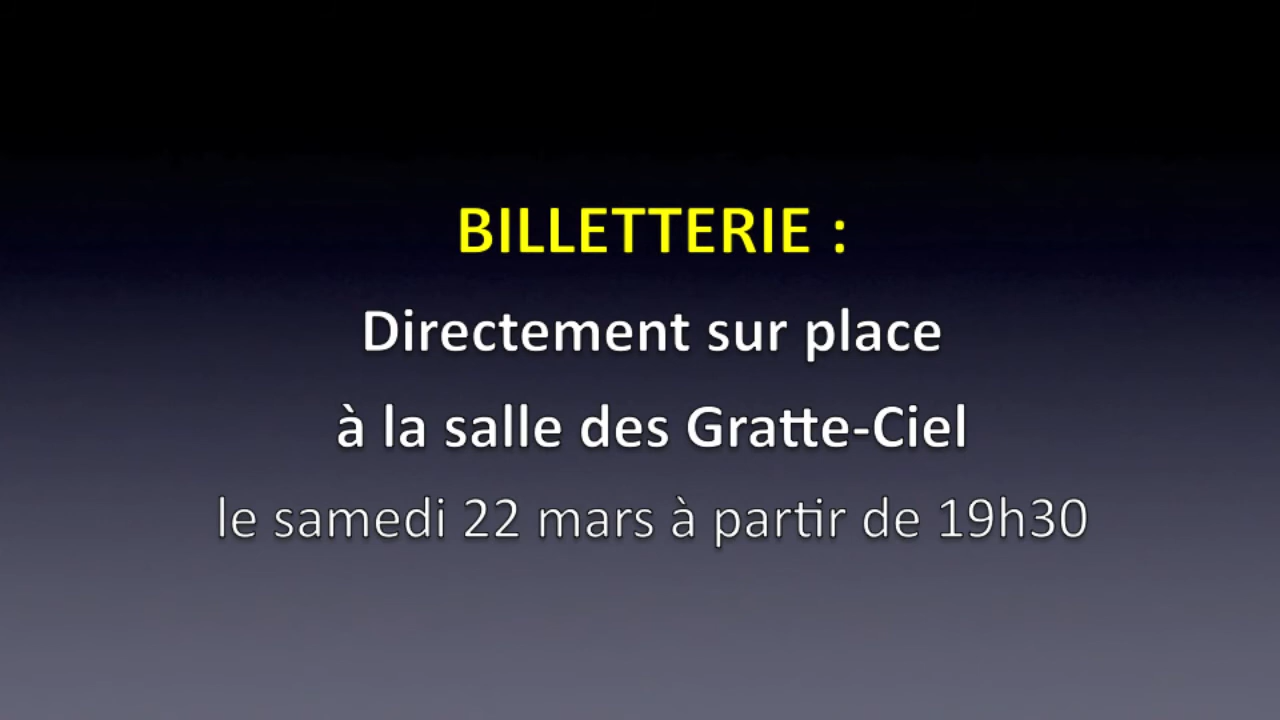 BILLETTERIE :
Directement sur place
à la salle des Gratte-Ciel
le samedi 22 mars à partir de 19h30